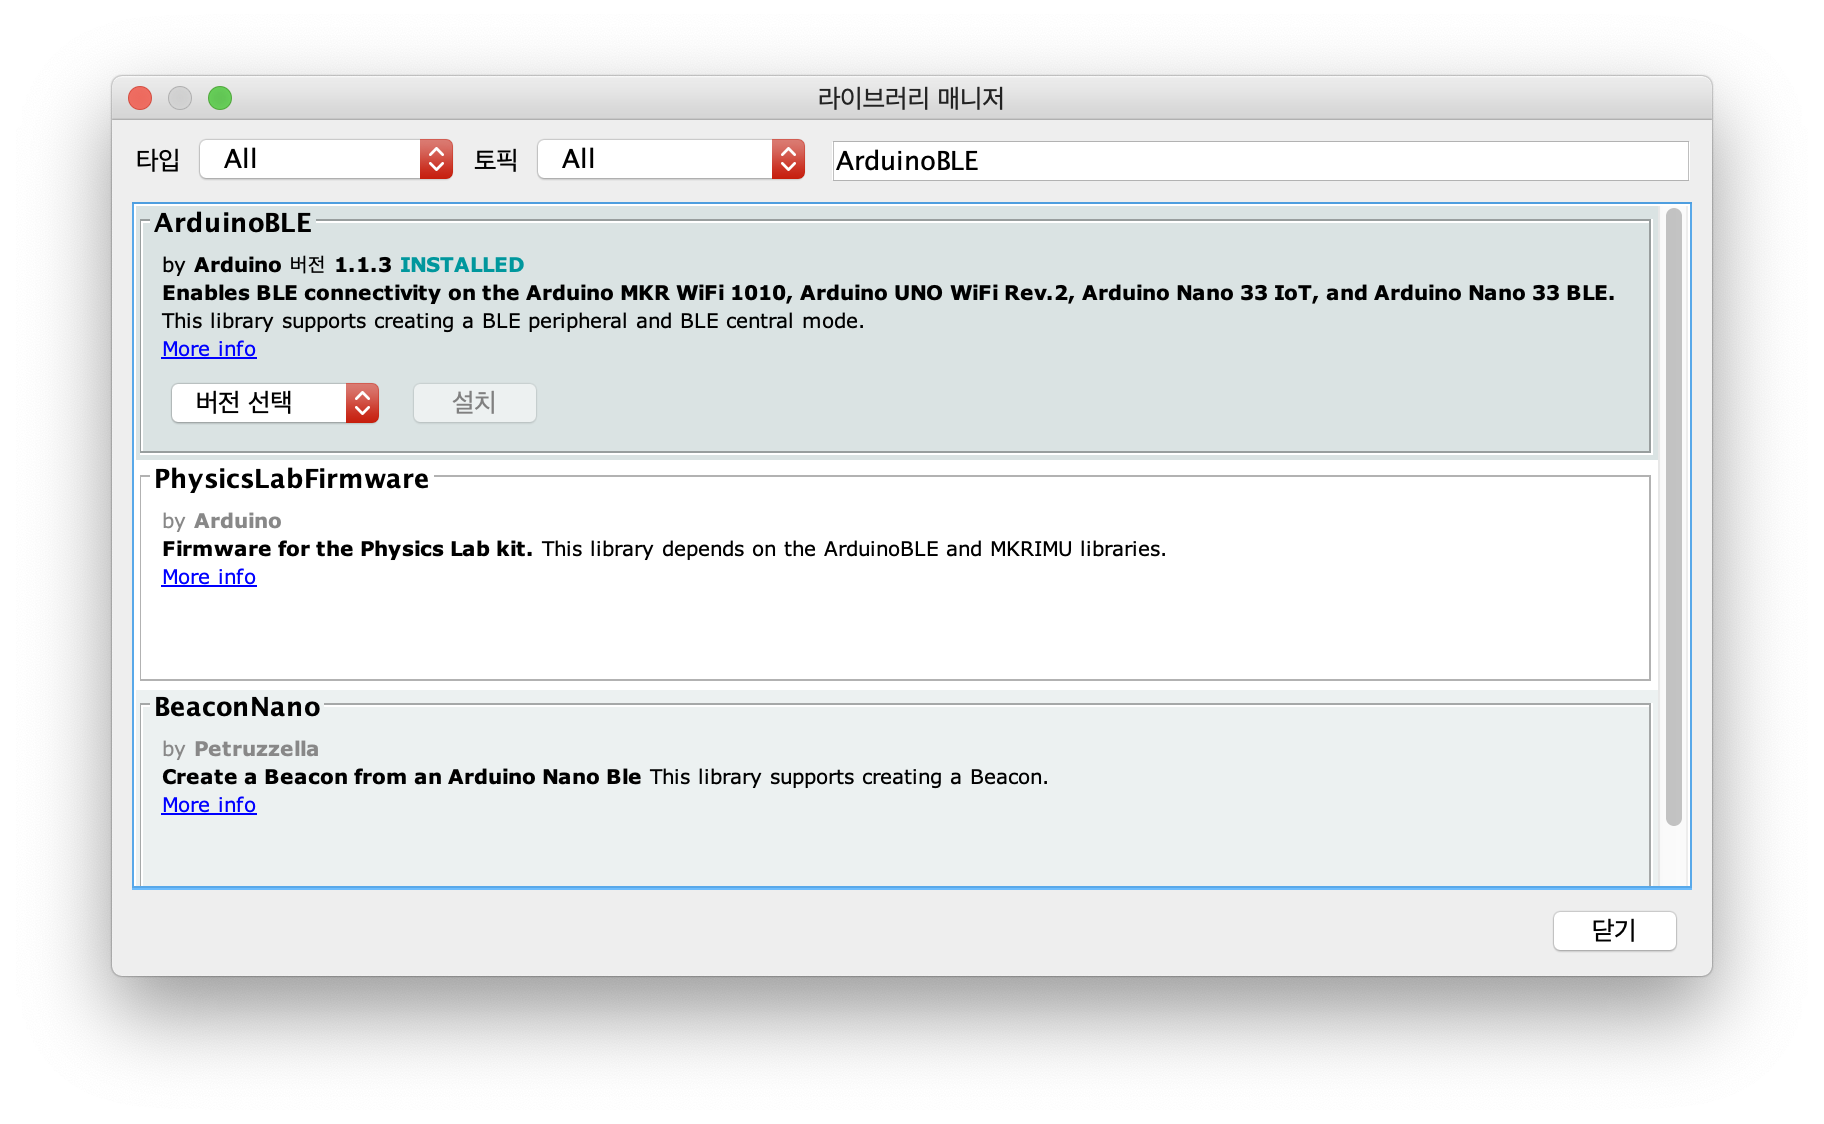 라이브러리 매니저
타입 All 토픽 All ArduinoBLE
ArduinoBLE
by Arduino 버전 1.1.3 INSTALLED
Enables BLE connectivity on the Arduino MKR WiFi 1010, Arduino UNO WiFi Rev.2, Arduino Nano 33 IoT, and Arduino Nano 33 BLE.
This library supports creating a BLE peripheral and BLE central mode.
More info
버전 선택 설치
PhysicsLabFirmware
by Arduino
Firmware for the Physics Lab kit. This library depends on the ArduinoBLE and MKRIMU libraries.
More info
BeaconNano
by Petruzzella
Create a Beacon from an Arduino Nano Ble This library supports creating a Beacon.
More info
닫기